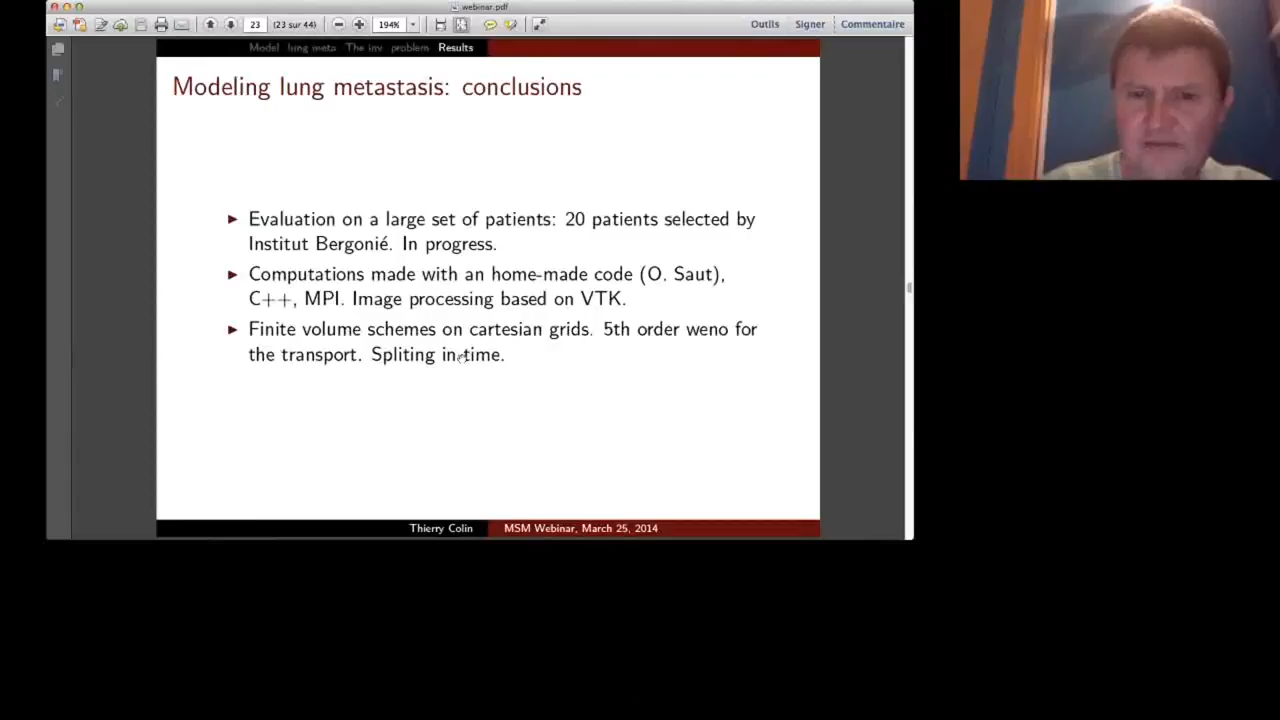 webinar.pdf
23 (23 sur 44) 194% Outils Signer Commentaire
Model lung meta The inv problem Results
Modeling lung metastasis: conclusions
Evaluation on a large set of patients: 20 patients selected by
Institut Bergonié. In progress.
Computations made with an home-made code (O. Saut),
C++, MPI. Image processing based on VTK.
Finite volume schemes on cartesian grids. 5th order weno for
the transport. Spliting in time.
Thierry Colin MSM Webinar, March 25, 2014